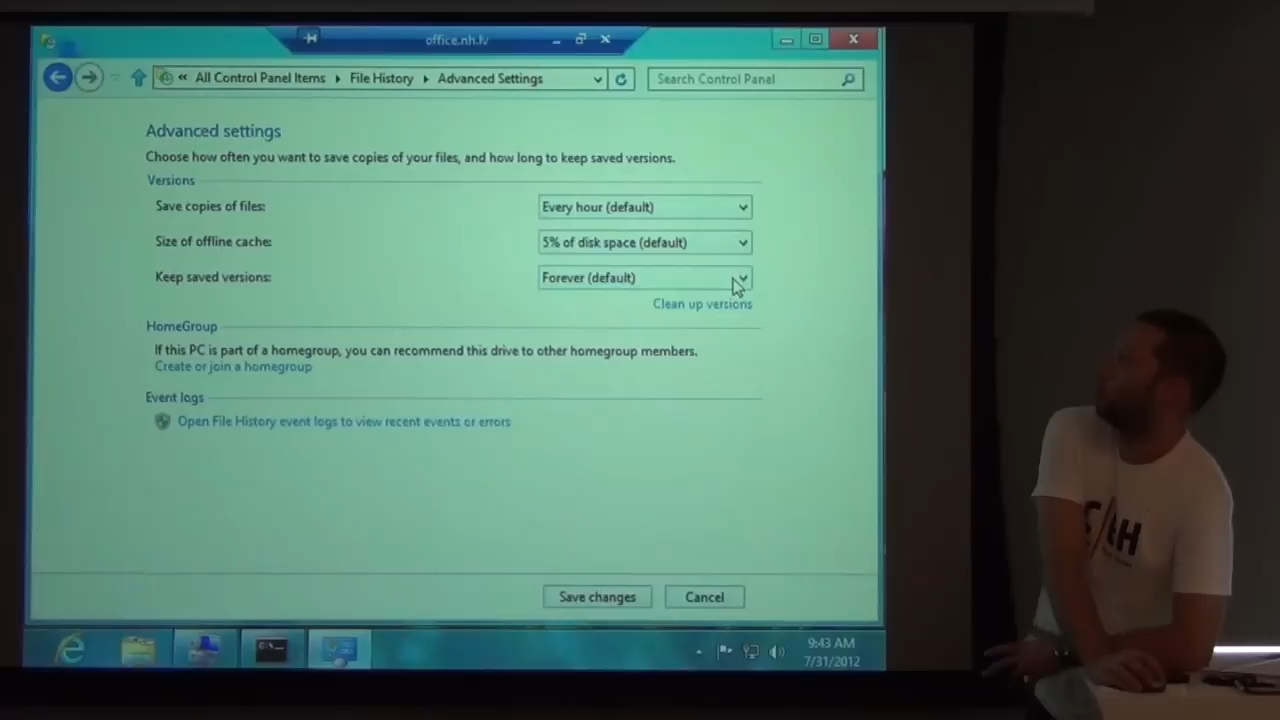 office.nh.lv
« All Control Panel Items File History Advanced Settings
Search Control Panel
Advanced settings
Choose how often you want to save copies of your files, and how long to keep saved versions.
Versions
Save copies of files:
Every hour (default)
Size of offline cache:
5% of disk space (default)
Keep saved versions:
Forever (default)
Clean up versions
HomeGroup
If this PC is part of a homegroup, you can recommend this drive to other homegroup members.
Create or join a homegroup
Event logs
Open File History event logs to view recent events or errors
Save changes
Cancel
9:43 AM
7/31/2012